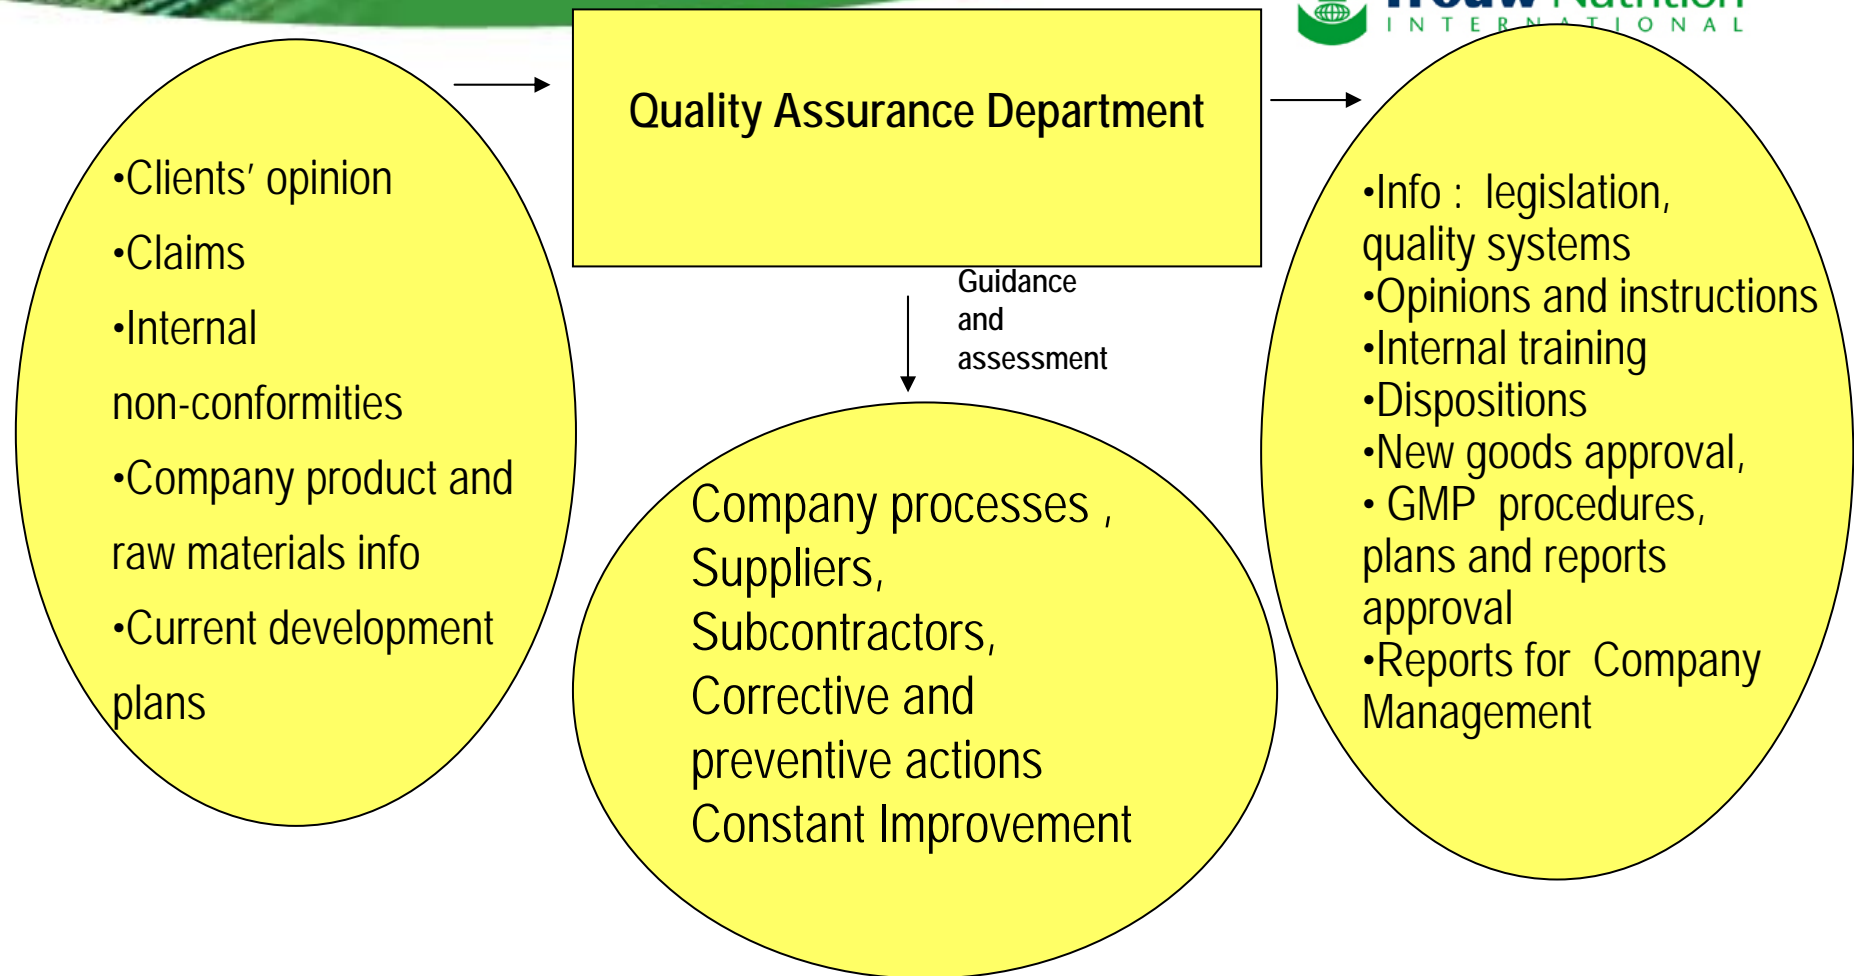 Trouw Nutrition
INTERNATIONAL
Quality Assurance Department
•Clients’ opinion
•Claims
•Internal
non-conformities
•Company product and
raw materials info
•Current development
plans
Guidance
and
assessment
Company processes ,
Suppliers,
Subcontractors,
Corrective and
preventive actions
Constant Improvement
•Info :  legislation,
quality systems
•Opinions and instructions
•Internal training
•Dispositions
•New goods approval,
• GMP  procedures,
plans and reports
approval
•Reports for  Company
Management